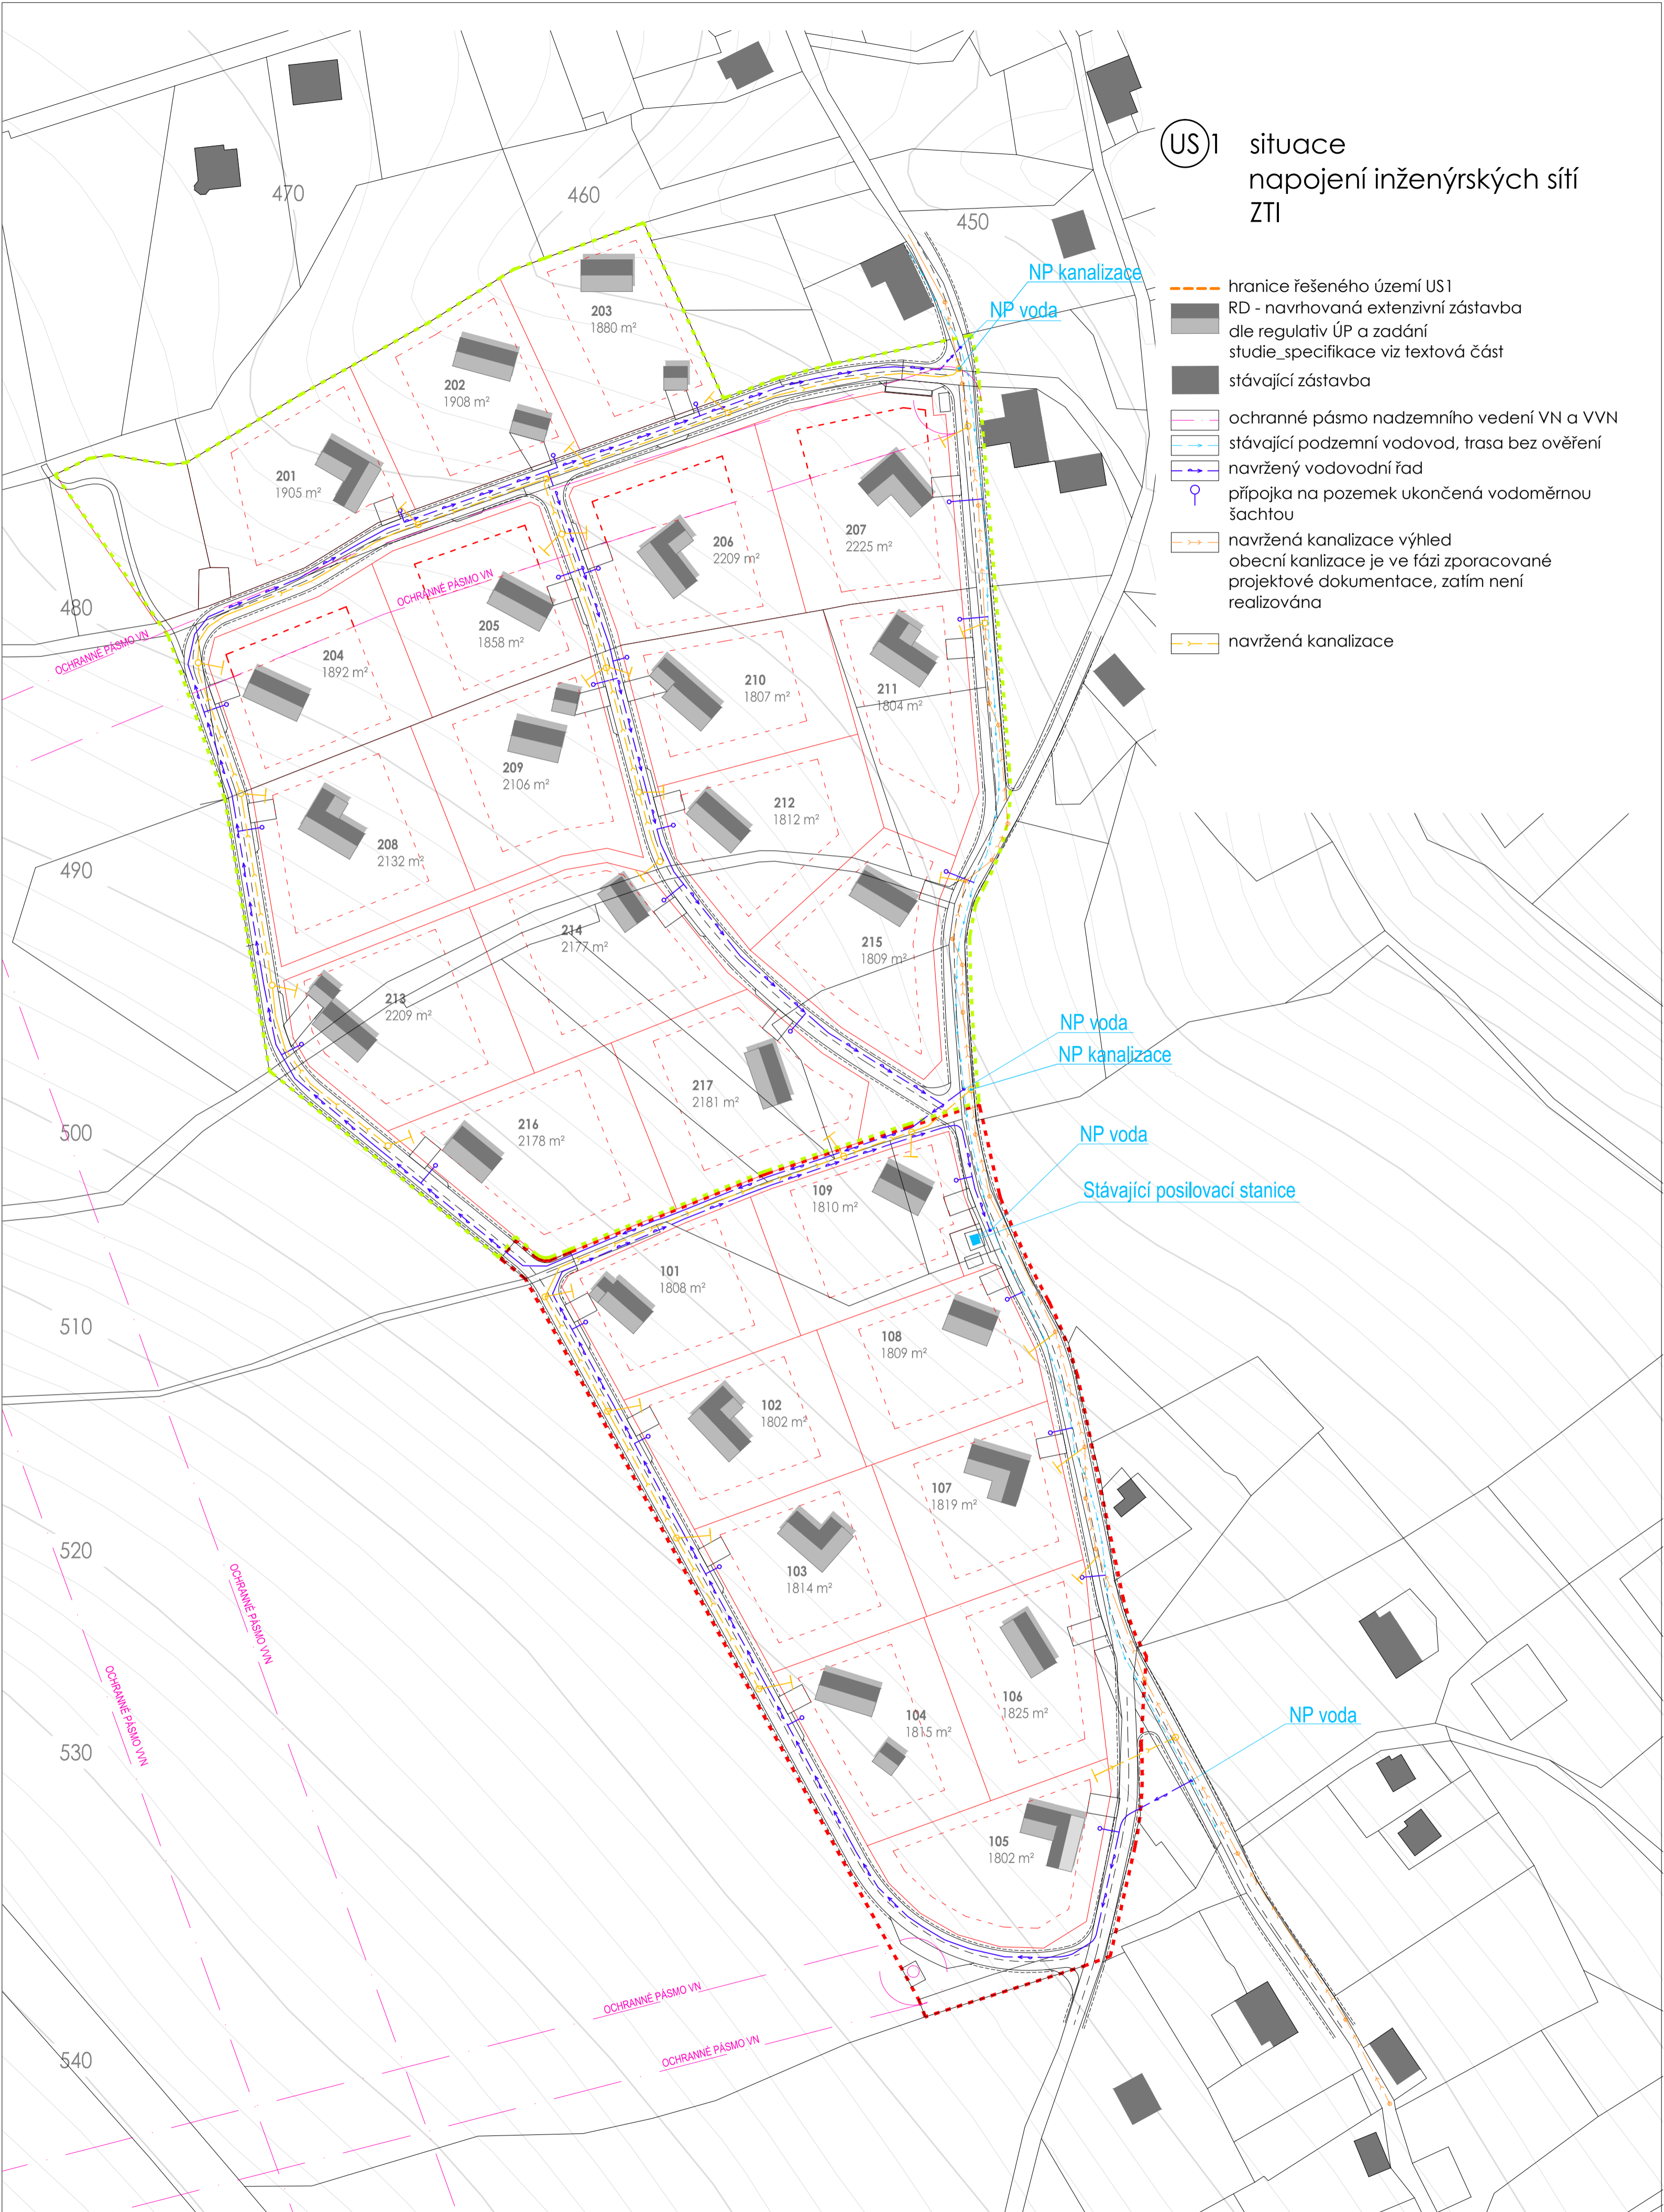 US 1 situace
napojení inženýrských sítí
ZTI
hranice řešeného území US1
RD - navrhovaná extenzivní zástavba
dle regulativ ÚP a zadání
studie_specifikace viz textová část
stávající zástavba
ochranné pásmo nadzemního vedení VN a VVN
stávající podzemní vodovod, trasa bez ověření
navržený vodovodní řad
přípojka na pozemek ukončená vodoměrnou
šachtou
navržená kanalizace výhled
obecní kanlizace je ve fázi zporacované
projektové dokumentace, zatím není
realizována
navržená kanalizace
470
460
450
NP kanalizace
NP voda
203
1880 m²
202
1908 m²
201
1905 m²
207
2225 m²
206
2209 m²
OCHRANNÉ PÁSMO VN
205
1858 m²
480
OCHRANNÉ PÁSMO VN
204
1892 m²
210
1807 m²
211
1804 m²
209
2106 m²
212
1812 m²
208
2132 m²
490
214
2177 m²
215
1809 m²
213
2209 m²
NP voda
NP kanalizace
217
2181 m²
216
2178 m²
500
NP voda
Stávající posilovací stanice
109
1810 m²
101
1808 m²
510
108
1809 m²
102
1802 m²
107
1819 m²
520
103
1814 m²
OCHRANNÉ PÁSMO VVN
OCHRANNÉ PÁSMO VVN
106
1825 m²
104
1815 m²
NP voda
530
105
1802 m²
OCHRANNÉ PÁSMO VN
OCHRANNÉ PÁSMO VN
540